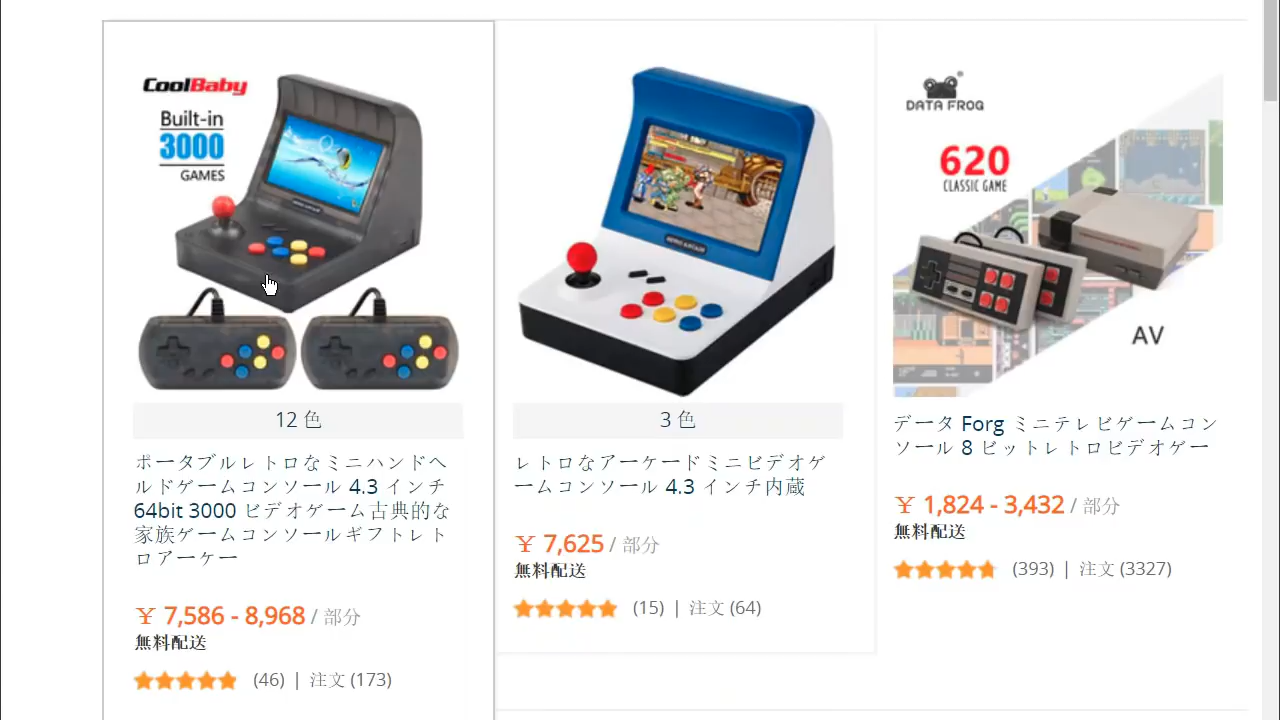 CoolBaby
Built-in
3000
GAMES
12 色
ポータブルレトロなミニハンドヘ
ルドゲームコンソール 4.3 インチ
64bit 3000 ビデオゲーム古典的な
家族ゲームコンソールギフトレト
ロアーケー
¥ 7,586 - 8,968 / 部分
無料配送
(46) | 注文 (173)
RETRO ARCADE
3 色
レトロなアーケードミニビデオゲ
ームコンソール 4.3 インチ内蔵
¥ 7,625 / 部分
無料配送
(15) | 注文 (64)
DATA FROG
620
CLASSIC GAME
AV
データ Forg ミニテレビゲームコン
ソール 8 ビットレトロビデオゲー
¥ 1,824 - 3,432 / 部分
無料配送
(393) | 注文 (3327)